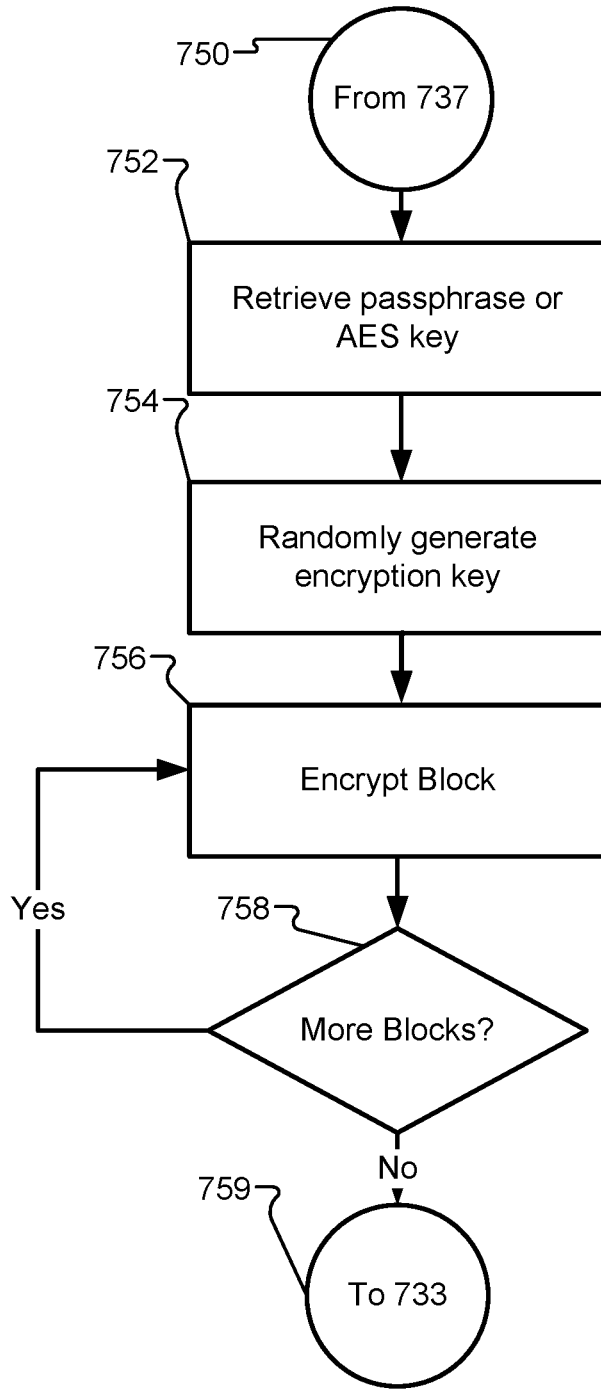 750
From 737
752
Retrieve passphrase or
AES key
754
Randomly generate
encryption key
756
Encrypt Block
Yes
758
More Blocks?
No
759
To 733